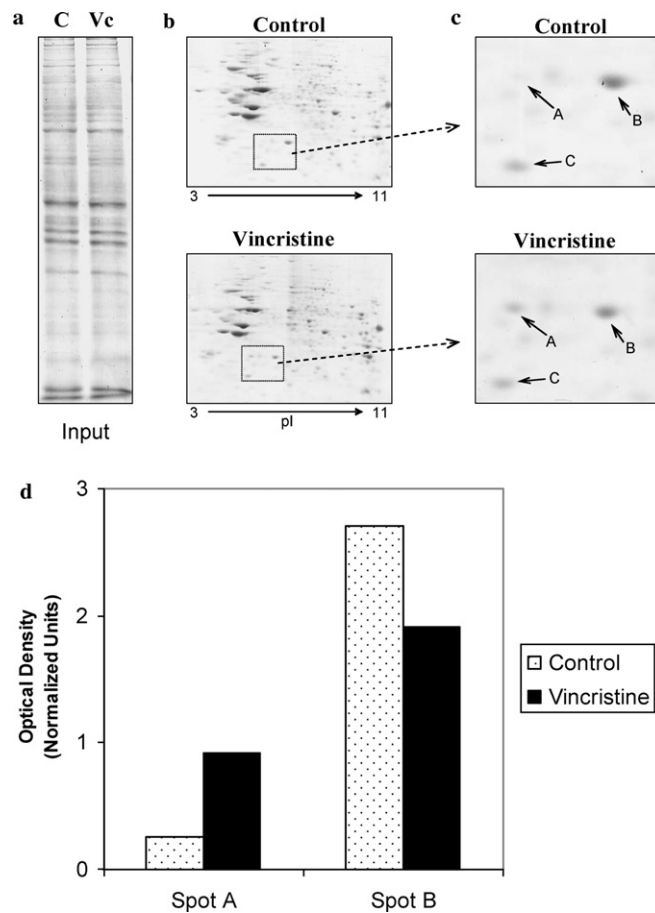 a
C Vc
Input
b
Control
3 11
Vincristine
3 11
pI
c
Control
A
B
C
Vincristine
A
B
C
d
Optical Density
(Normalized Units)
3
2
1
0
Spot A Spot B
Control
Vincristine